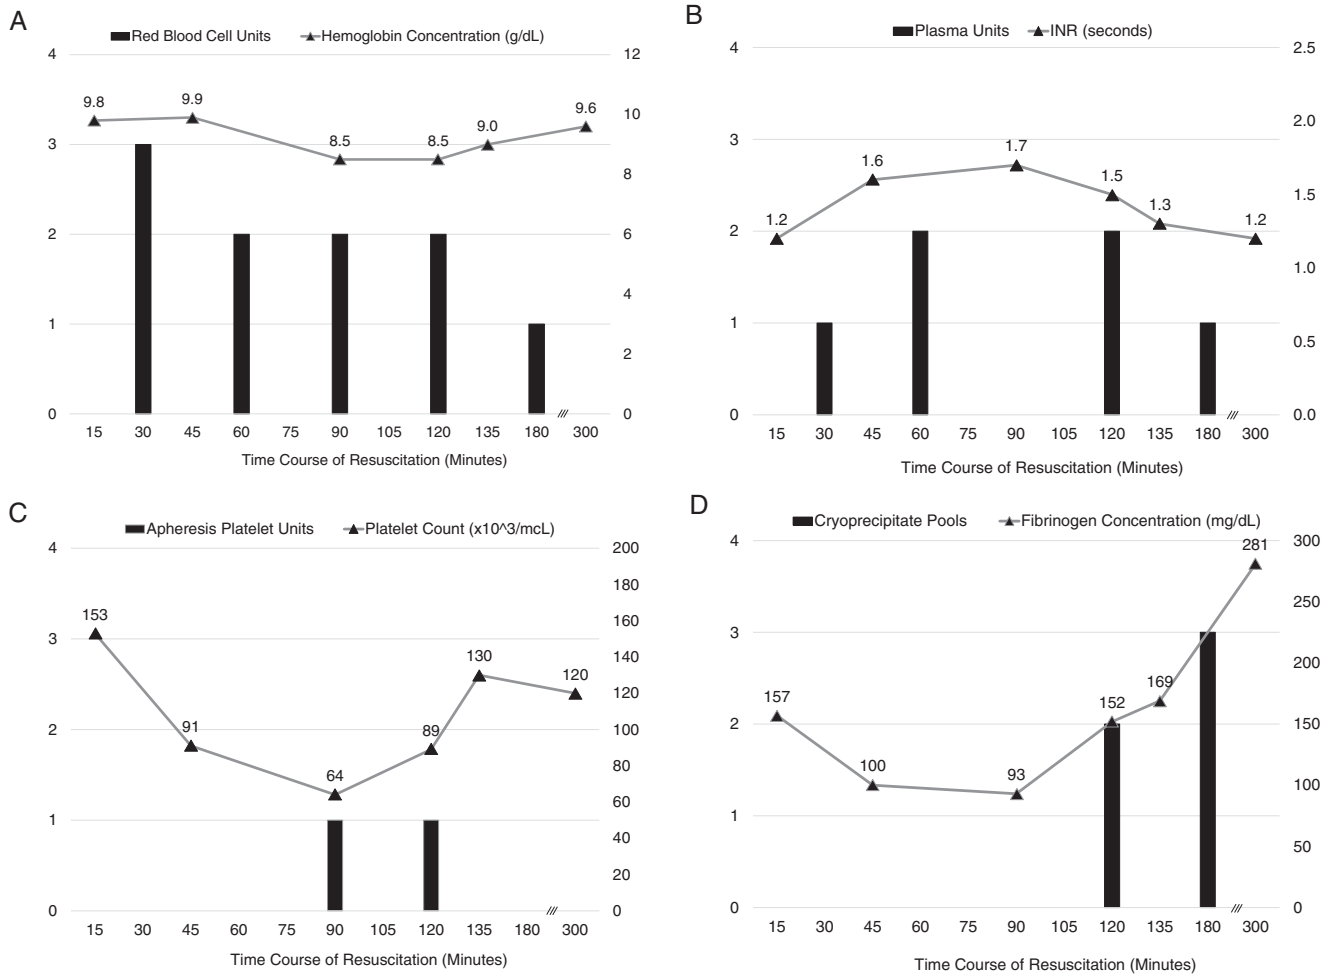 A
Red Blood Cell Units Hemoglobin Concentration (g/dL)
4 12
9.8 9.9 8.5 8.5 9.0 9.6
10
3
8
2 6
4
1
2
0 0
15 30 45 60 75 90 105 120 135 180 300
Time Course of Resuscitation (Minutes)
B
Plasma Units INR (seconds)
4 2.5
2.0
3
1.2 1.6 1.7 1.5 1.3 1.2
1.5
2
1.0
1
0.5
0 0.0
15 30 45 60 75 90 105 120 135 180 300
Time Course of Resuscitation (Minutes)
C
Apheresis Platelet Units Platelet Count (x10^3/mcL)
4 200
180
160
153 91 64 89 130 120
3
140
120
2 100
80
60
1
40
20
0 0
15 30 45 60 75 90 105 120 135 180 300
Time Course of Resuscitation (Minutes)
D
Cryoprecipitate Pools Fibrinogen Concentration (mg/dL)
4 300
157 100 93 152 169 281
250
3
200
2 150
100
1
50
0 0
15 30 45 60 75 90 105 120 135 180 300
Time Course of Resuscitation (Minutes)